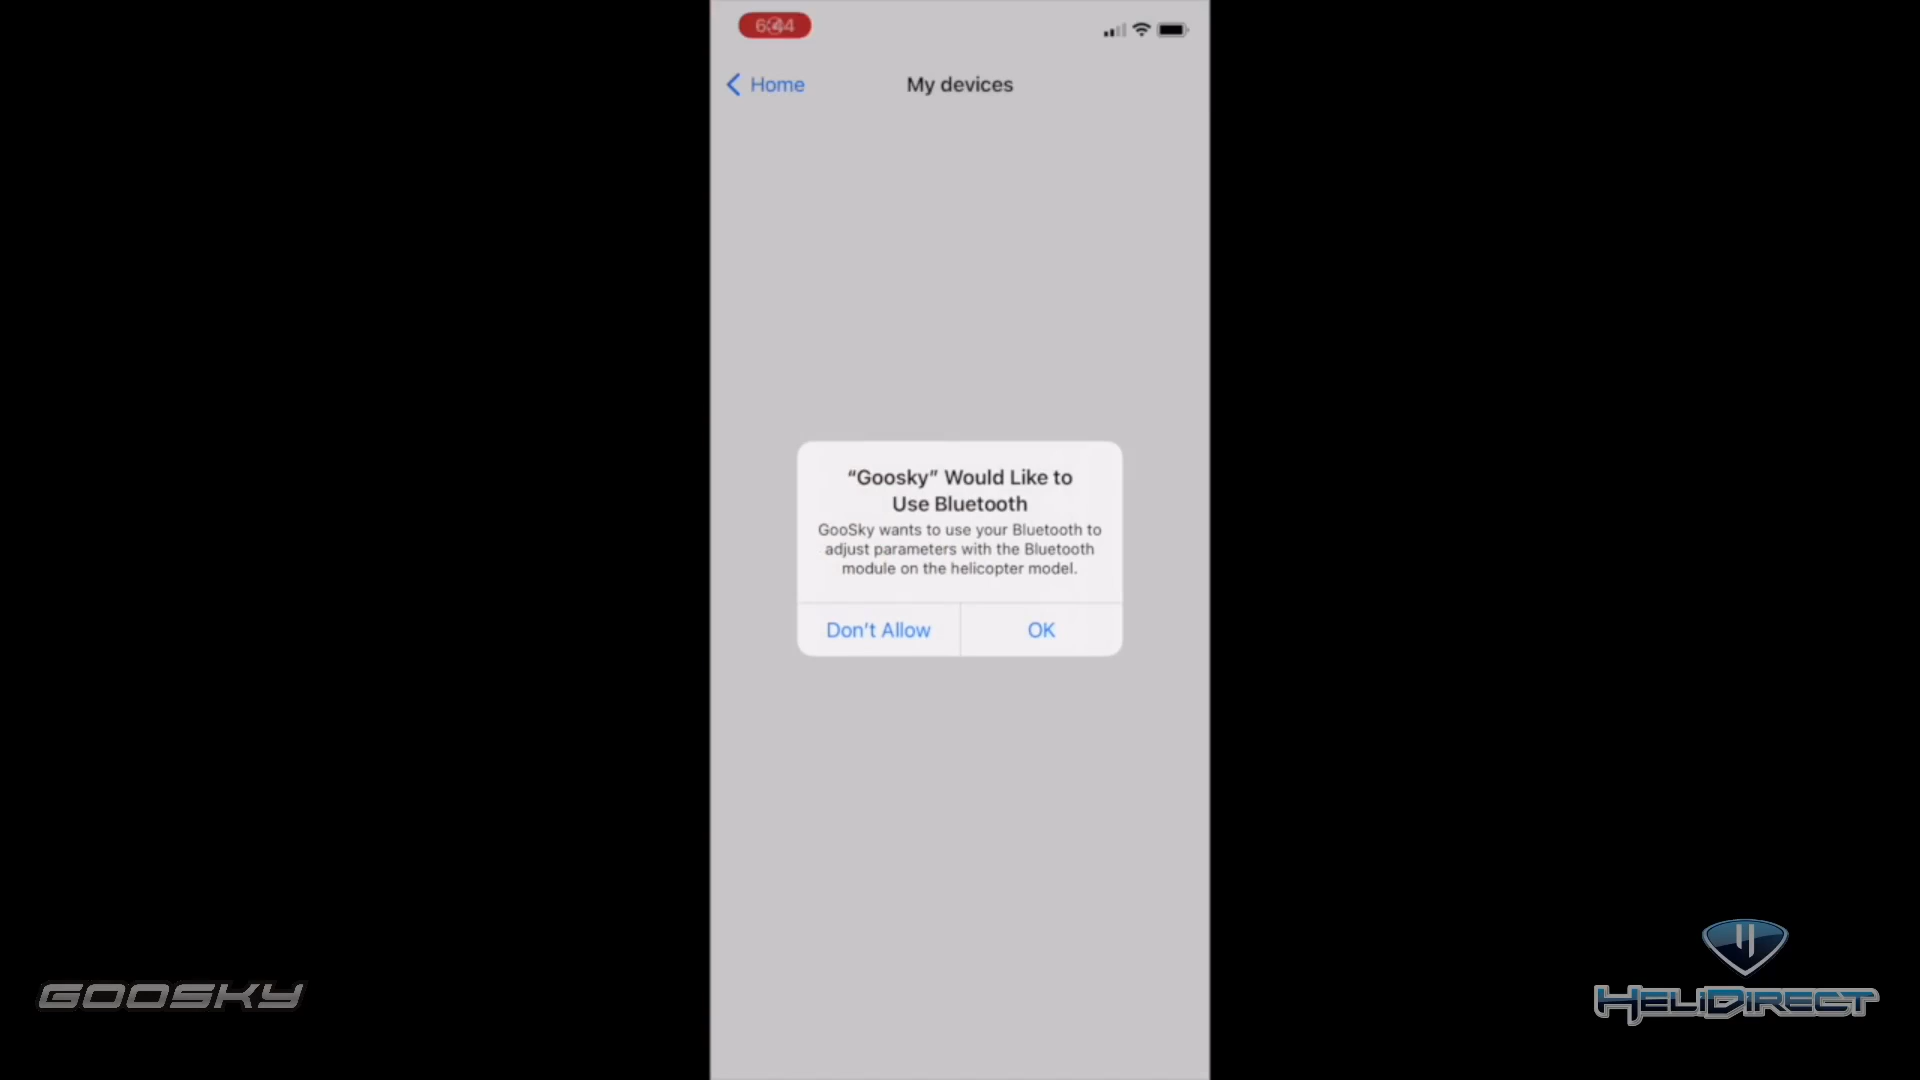 6:44
Home
My devices
“Goosky” Would Like to
Use Bluetooth
GooSky wants to use your Bluetooth to
adjust parameters with the Bluetooth
module on the helicopter model.
Don’t Allow
OK
GOOSKY
HELIDIRECT